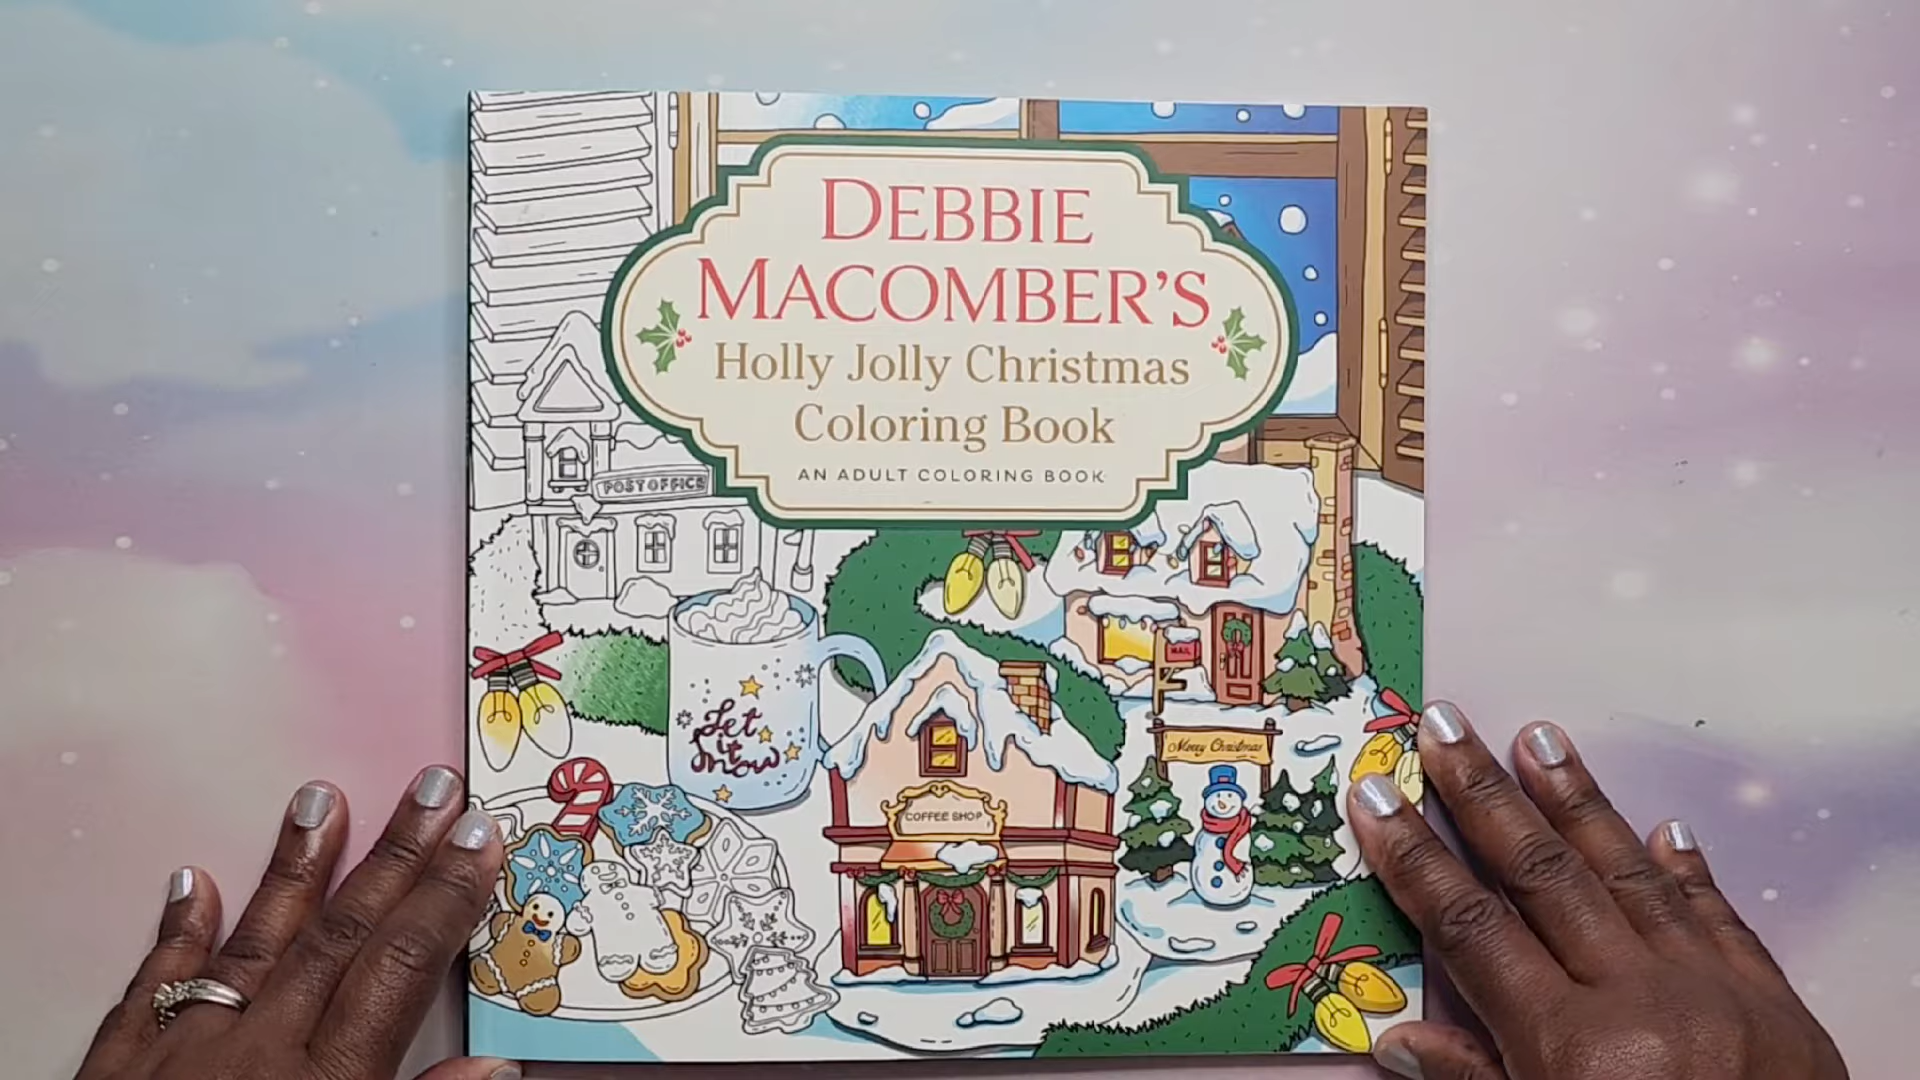 DEBBIE
MACOMBER'S
Holly Jolly Christmas
Coloring Book
AN ADULT COLORING BOOK
POST OFFICE
MAIL
Let
it
Snow
Merry Christmas
COFFEE SHOP